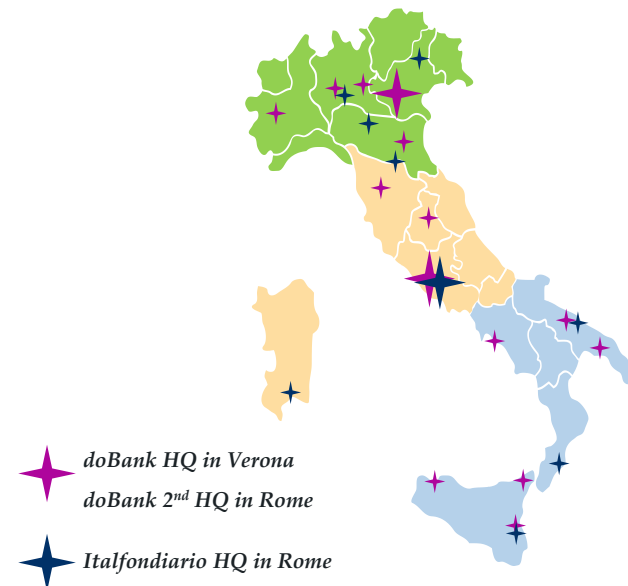 doBank HQ in Verona
doBank 2nd HQ in Rome
Italfondiario HQ in Rome